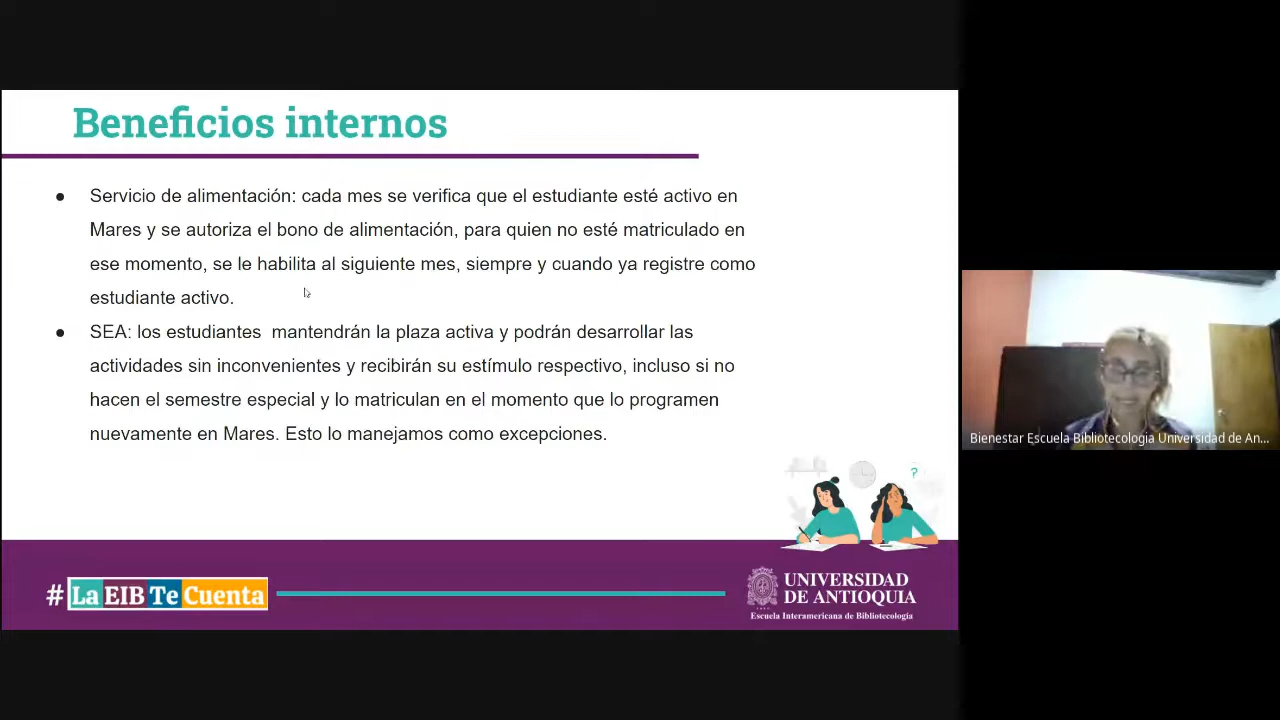 Beneficios internos
● Servicio de alimentación: cada mes se verifica que el estudiante esté activo en
Mares y se autoriza el bono de alimentación, para quien no esté matriculado en
ese momento, se le habilita al siguiente mes, siempre y cuando ya registre como
estudiante activo.
● SEA: los estudiantes mantendrán la plaza activa y podrán desarrollar las
actividades sin inconvenientes y recibirán su estímulo respectivo, incluso si no
hacen el semestre especial y lo matriculan en el momento que lo programen
nuevamente en Mares. Esto lo manejamos como excepciones.
?
#La EIB Te Cuenta
UNIVERSIDAD
DE ANTIOQUIA
Escuela Interamericana de Bibliotecología
Bienestar Escuela Bibliotecologia Universidad de An...